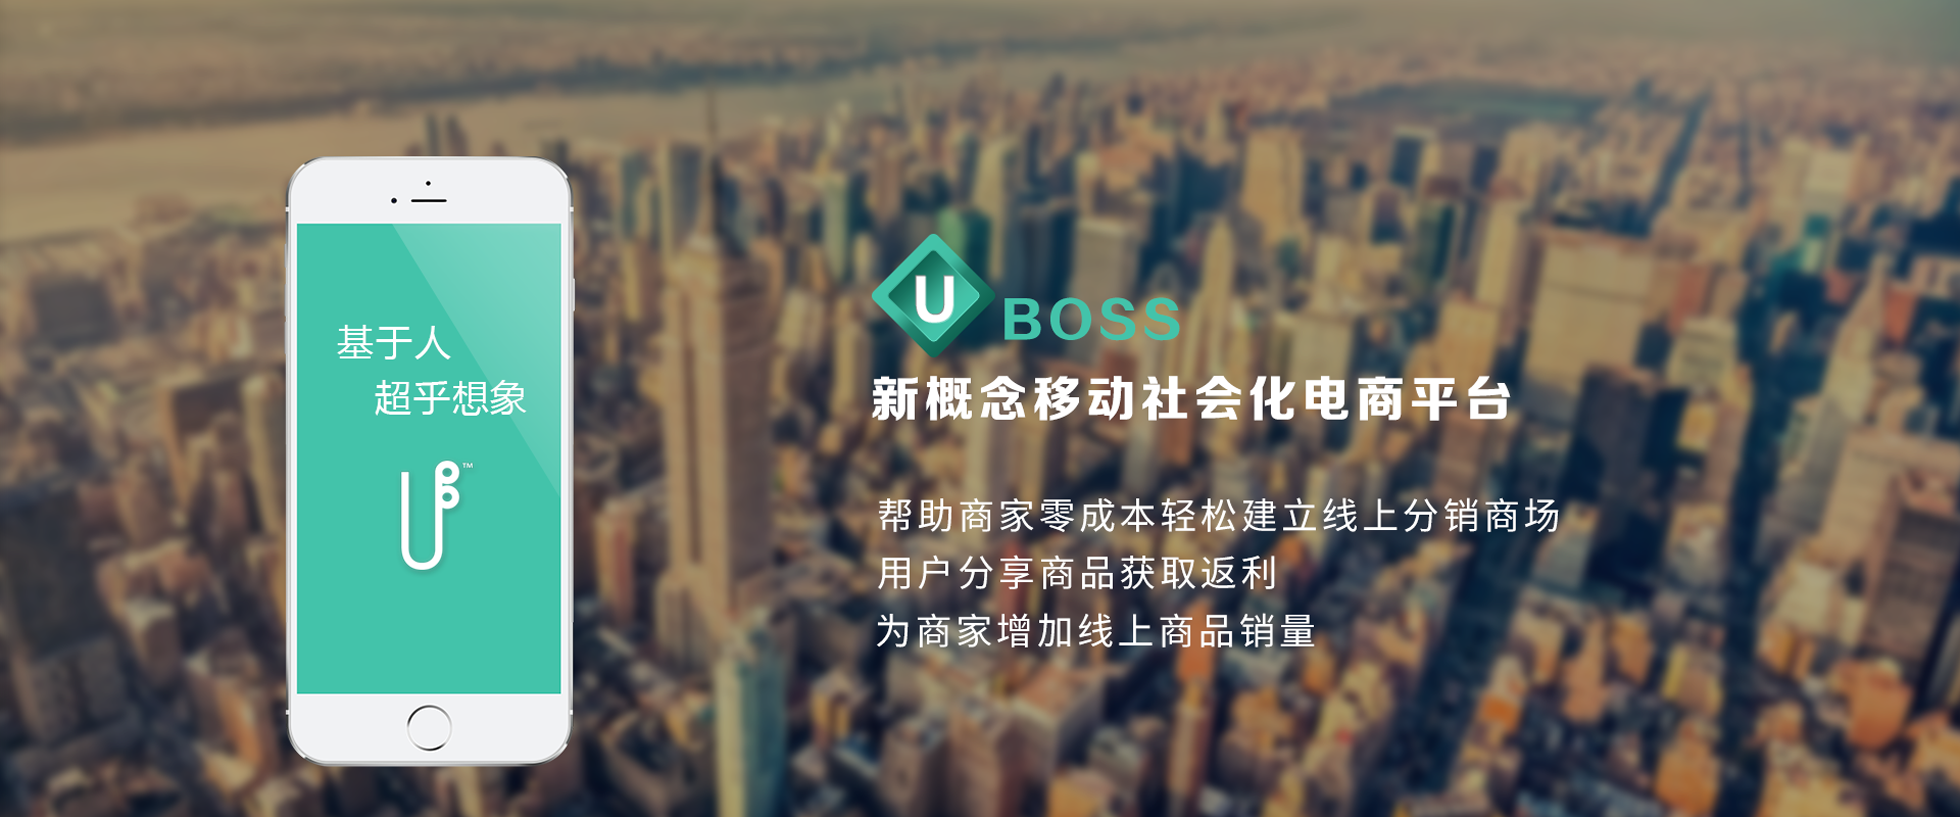 基于人
超乎想象
™
U BOSS
新概念移动社会化电商平台
帮助商家零成本轻松建立线上分销商场
用户分享商品获取返利
为商家增加线上商品销量